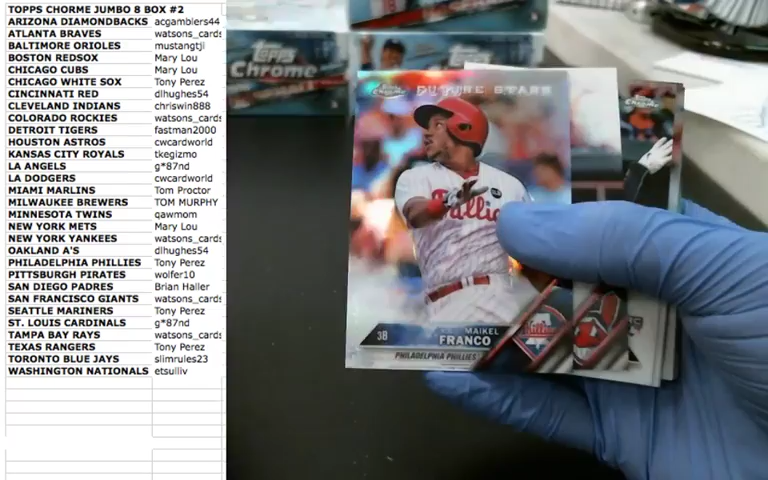 TOPPS CHORME JUMBO 8 BOX #2
ARIZONA DIAMONDBACKS acgambiers44
ATLANTA BRAVES watsons_cards
BALTIMORE ORIOLES mustangtji
BOSTON REDSOX Mary Lou
CHICAGO CUBS Mary Lou
CHICAGO WHITE SOX Tony Perez
CINCINNATI RED dlhughes54
CLEVELAND INDIANS chriswin888
COLORADO ROCKIES watsons_cards
DETROIT TIGERS fastman2000
HOUSTON ASTROS cwcardworld
KANSAS CITY ROYALS tkegizmo
LA ANGELS g*87nd
LA DODGERS cwcardworld
MIAMI MARLINS Tom Proctor
MILWAUKEE BREWERS TOM MURPHY
MINNESOTA TWINS qawmom
NEW YORK METS Mary Lou
NEW YORK YANKEES watsons_cards
OAKLAND A'S dlhughes54
PHILADELPHIA PHILLIES Tony Perez
PITTSBURGH PIRATES wolfer10
SAN DIEGO PADRES Brian Haller
SAN FRANCISCO GIANTS watsons_cards
SEATTLE MARINERS Tony Perez
ST. LOUIS CARDINALS g*87nd
TAMPA BAY RAYS watsons_cards
TEXAS RANGERS Tony Perez
TORONTO BLUE JAYS slimrules23
WASHINGTON NATIONALS etsulliv
Topps
Chrome
Topps
FUTURE STARS
Phillies
3B
MAIKEL
FRANCO
PHILADELPHIA PHILLIES